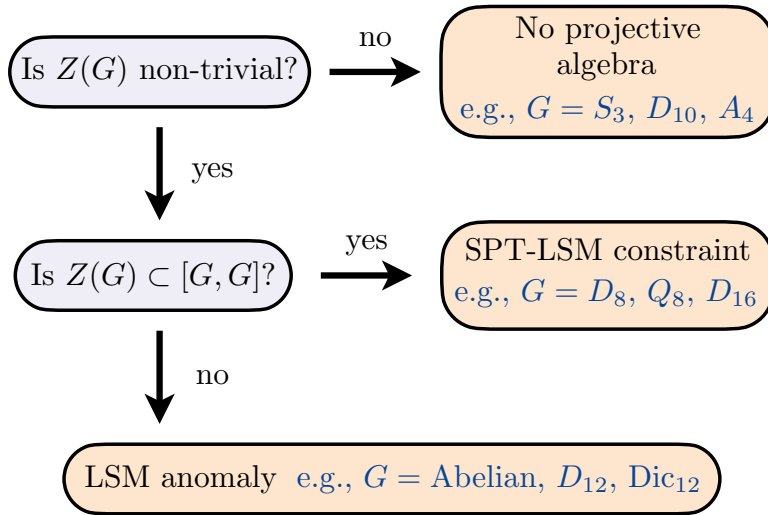 Is Z(G) non-trivial?
no
No projective
algebra
e.g., G = S₃, D₁₀, A₄
yes
Is Z(G) ⊂ [G, G]?
yes
SPT-LSM constraint
e.g., G = D₈, Q₈, D₁₆
no
LSM anomaly e.g., G = Abelian, D₁₂, Dic₁₂